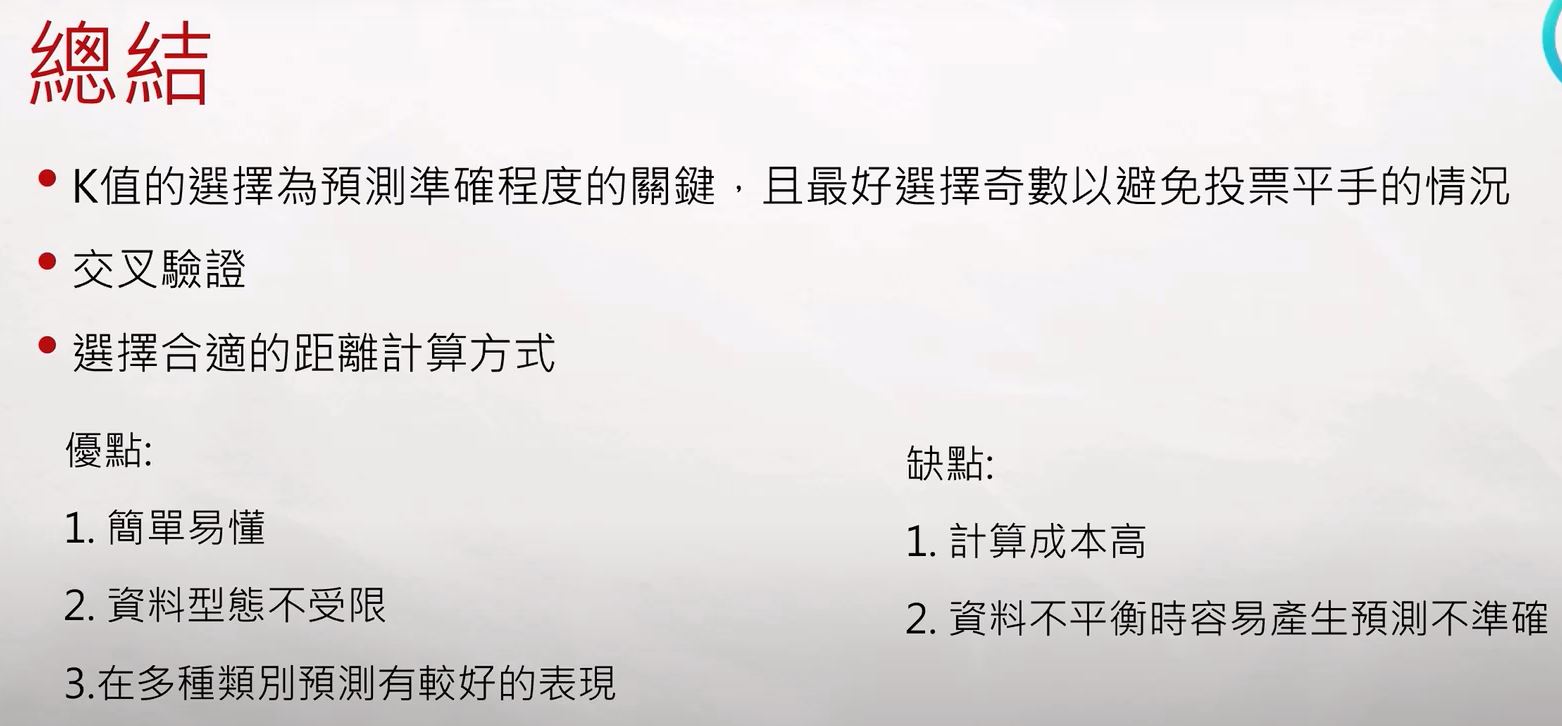 總結
K值的選擇為預測準確程度的關鍵，且最好選擇奇數以避免投票平手的情況
交叉驗證
選擇合適的距離計算方式
優點:
1. 簡單易懂
2. 資料型態不受限
3.在多種類別預測有較好的表現
缺點:
1. 計算成本高
2. 資料不平衡時容易產生預測不準確